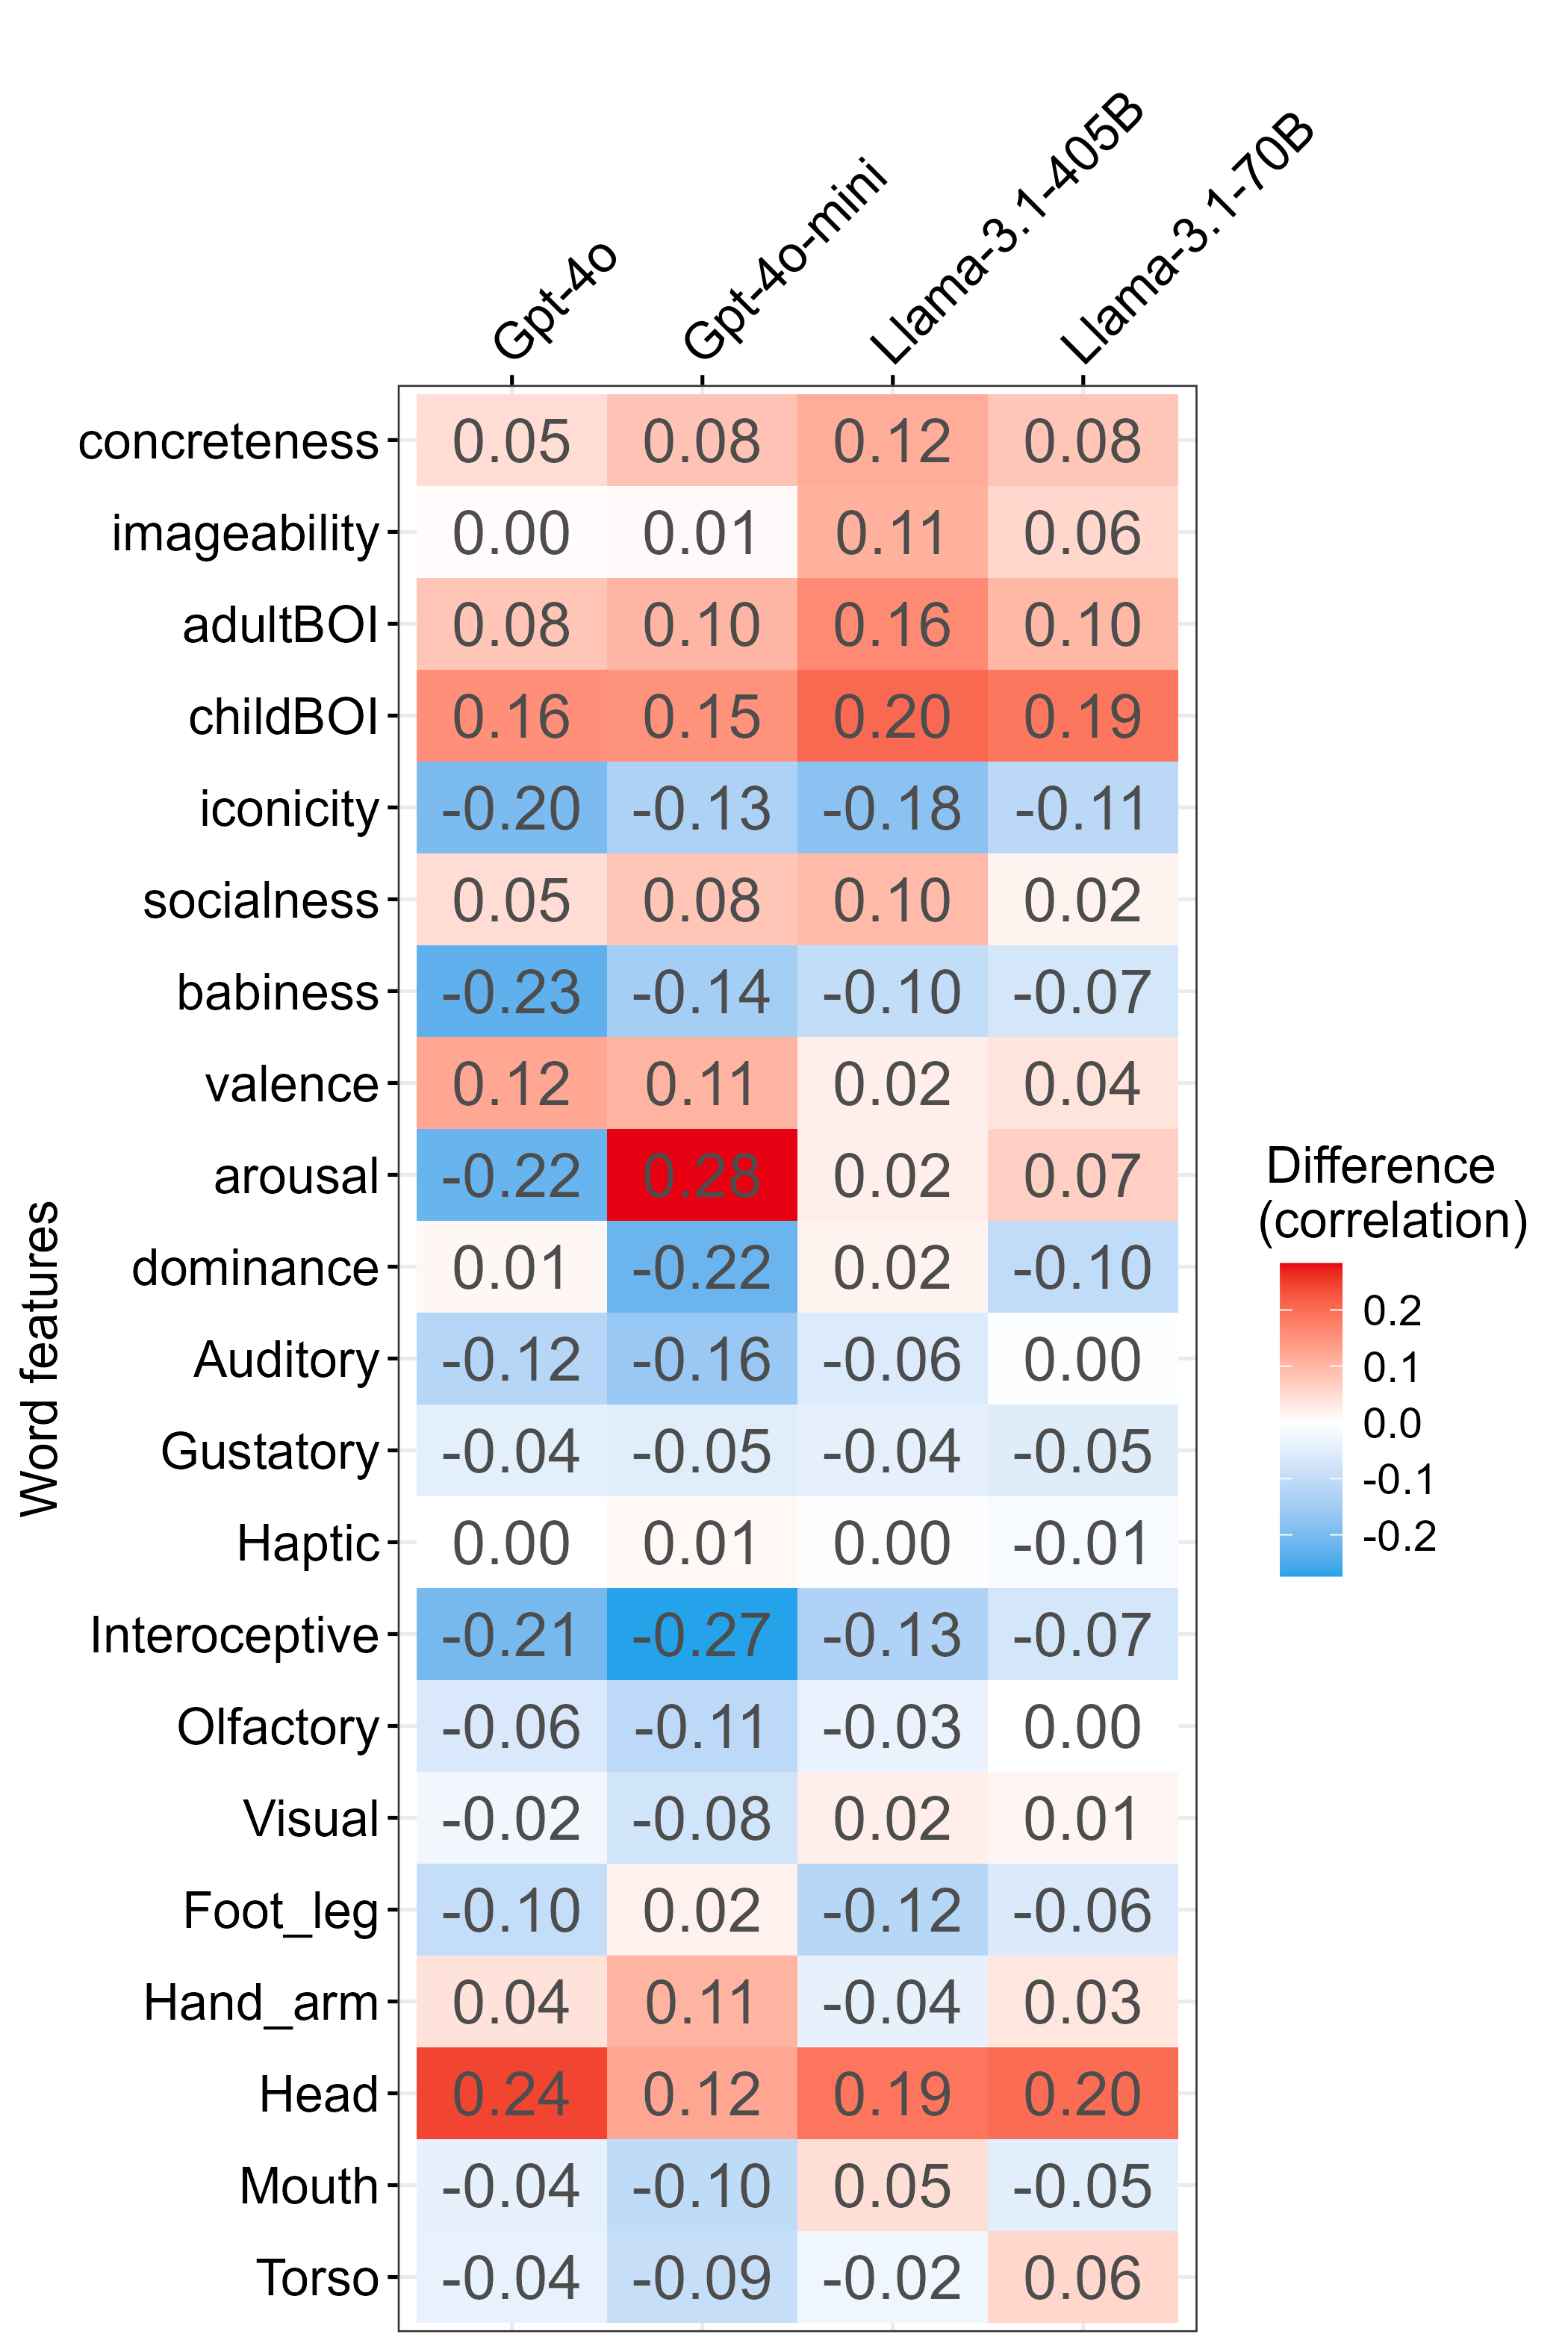 Gpt-4o Gpt-4o-mini Llama-3.1-405B Llama-3.1-70B
concreteness 0.05 0.08 0.12 0.08
imageability 0.00 0.01 0.11 0.06
adultBOI 0.08 0.10 0.16 0.10
childBOI 0.16 0.15 0.20 0.19
iconicity -0.20 -0.13 -0.18 -0.11
socialness 0.05 0.08 0.10 0.02
babiness -0.23 -0.14 -0.10 -0.07
valence 0.12 0.11 0.02 0.04
arousal -0.22 0.28 0.02 0.07
dominance 0.01 -0.22 0.02 -0.10
Auditory -0.12 -0.16 -0.06 0.00
Gustatory -0.04 -0.05 -0.04 -0.05
Haptic 0.00 0.01 0.00 -0.01
Interoceptive -0.21 -0.27 -0.13 -0.07
Olfactory -0.06 -0.11 -0.03 0.00
Visual -0.02 -0.08 0.02 0.01
Foot_leg -0.10 0.02 -0.12 -0.06
Hand_arm 0.04 0.11 -0.04 0.03
Head 0.24 0.12 0.19 0.20
Mouth -0.04 -0.10 0.05 -0.05
Torso -0.04 -0.09 -0.02 0.06
Word features
Difference
(correlation)
0.2
0.1
0.0
-0.1
-0.2